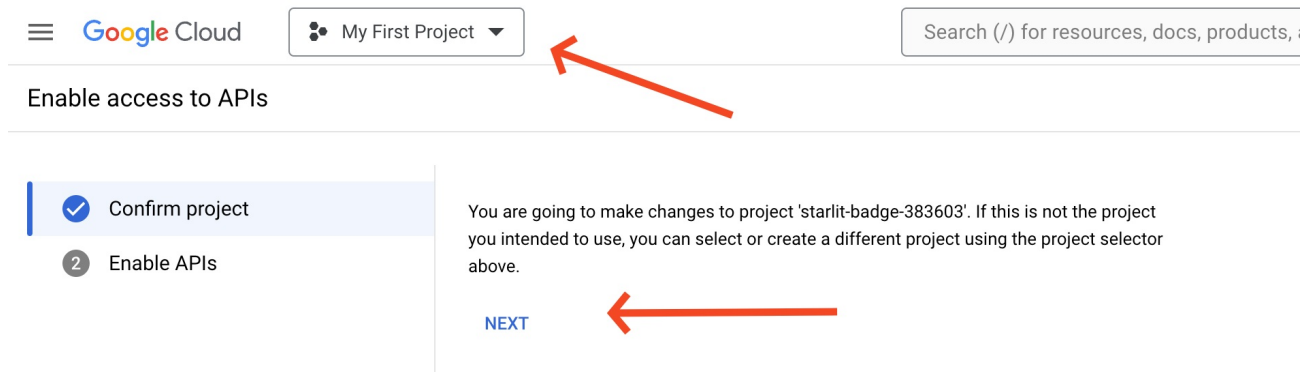 Google Cloud
My First Project
Search (/) for resources, docs, products,
Enable access to APIs
Confirm project
2 Enable APIs
You are going to make changes to project 'starlit-badge-383603'. If this is not the project
you intended to use, you can select or create a different project using the project selector
above.
NEXT